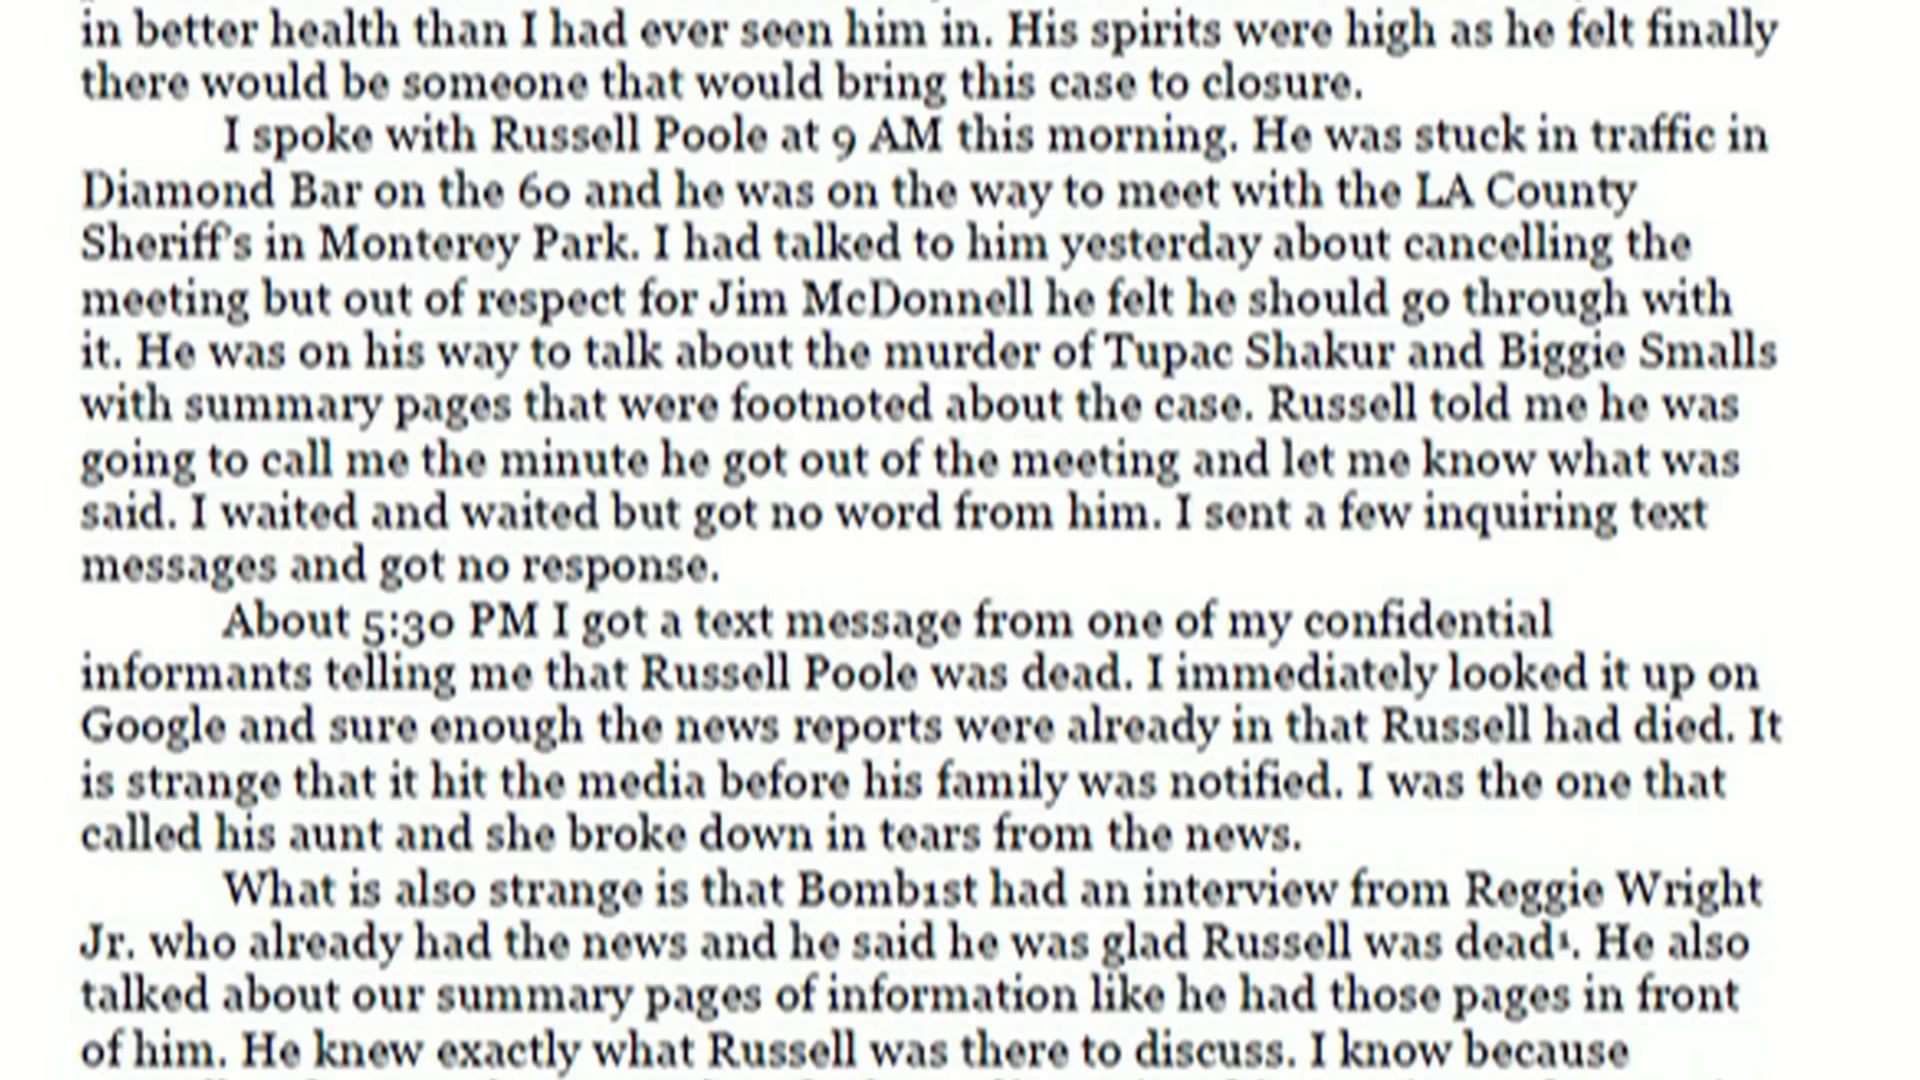 in better health than I had ever seen him in. His spirits were high as he felt finally
there would be someone that would bring this case to closure.
I spoke with Russell Poole at 9 AM this morning. He was stuck in traffic in
Diamond Bar on the 60 and he was on the way to meet with the LA County
Sheriff's in Monterey Park. I had talked to him yesterday about cancelling the
meeting but out of respect for Jim McDonnell he felt he should go through with
it. He was on his way to talk about the murder of Tupac Shakur and Biggie Smalls
with summary pages that were footnoted about the case. Russell told me he was
going to call me the minute he got out of the meeting and let me know what was
said. I waited and waited but got no word from him. I sent a few inquiring text
messages and got no response.
About 5:30 PM I got a text message from one of my confidential
informants telling me that Russell Poole was dead. I immediately looked it up on
Google and sure enough the news reports were already in that Russell had died. It
is strange that it hit the media before his family was notified. I was the one that
called his aunt and she broke down in tears from the news.
What is also strange is that Bomb1st had an interview from Reggie Wright
Jr. who already had the news and he said he was glad Russell was dead¹. He also
talked about our summary pages of information like he had those pages in front
of him. He knew exactly what Russell was there to discuss. I know because